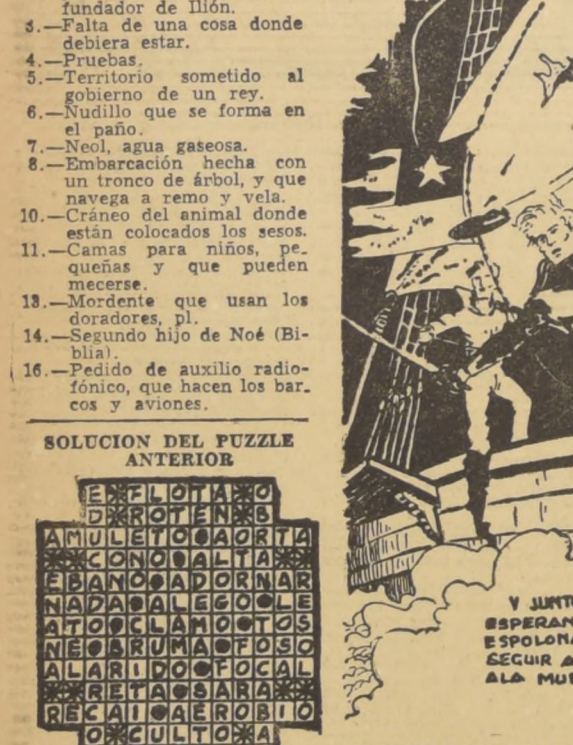 fundador de Ilión.
3.—Falta de una cosa donde
debiera estar.
4.—Pruebas.
5.—Territorio sometido al
gobierno de un rey.
6.—Nudillo que se forma en
el paño.
7.—Neol, agua gaseosa.
8.—Embarcación hecha con
un tronco de árbol, y que
navega a remo y vela.
10.—Cráneo del animal donde
están colocados los sesos.
11.—Camas para niños, pe_
queñas y que pueden
mecerse.
13.—Mordente que usan los
doradores, pl.
14.—Segundo hijo de Noé (Bi-
blia).
16.—Pedido de auxilio radio-
fónico, que hacen los bar_
cos y aviones.
SOLUCION DEL PUZZLE
ANTERIOR
E*FLOTA*O
D*ROTEN*B
AMULETO●AORTA
**CONO●ALTA**
EBANO●ADORNAR
NADA●ALEGO●LE
ATO●CLAMO●TOS
NE●BRUMA●FOSO
ALARIDO●FOCAL
**RETA●SARA**
RECAI●AEROBIO
O*CULTO*A
Y JUNTO
ESPERAN
ESPOLONA
SEGUIR A
ALA MUE